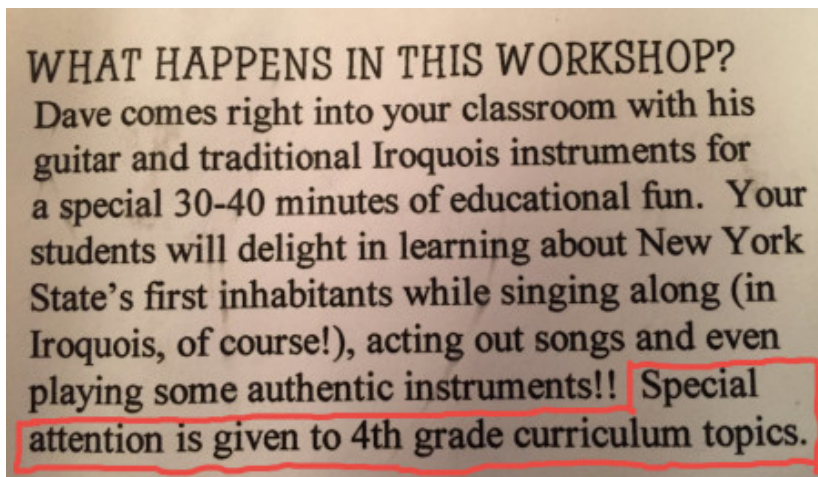 WHAT HAPPENS IN THIS WORKSHOP?
Dave comes right into your classroom with his
guitar and traditional Iroquois instruments for
a special 30-40 minutes of educational fun.  Your
students will delight in learning about New York
State's first inhabitants while singing along (in
Iroquois, of course!), acting out songs and even
playing some authentic instruments!!  Special
attention is given to 4th grade curriculum topics.